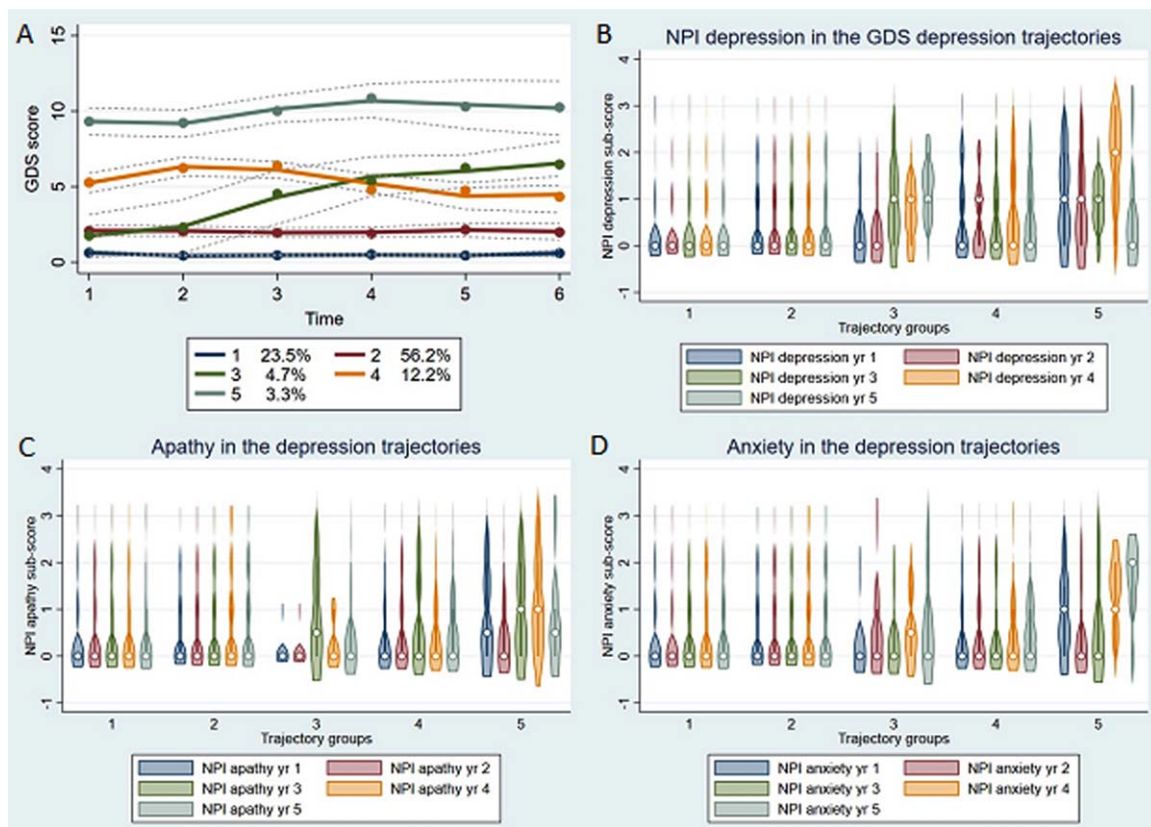 A
15
10
5
0
GDS score
1 2 3 4 5 6
Time
1 23.5% 2 56.2%
3 4.7% 4 12.2%
5 3.3%
B
NPI depression in the GDS depression trajectories
4
3
2
1
0
-1
NPI depression sub-score
1 2 3 4 5
Trajectory groups
NPI depression yr 1 NPI depression yr 2
NPI depression yr 3 NPI depression yr 4
NPI depression yr 5
C
Apathy in the depression trajectories
4
3
2
1
0
-1
NPI apathy sub-score
1 2 3 4 5
Trajectory groups
NPI apathy yr 1 NPI apathy yr 2
NPI apathy yr 3 NPI apathy yr 4
NPI apathy yr 5
D
Anxiety in the depression trajectories
4
3
2
1
0
-1
NPI anxiety sub-score
1 2 3 4 5
Trajectory groups
NPI anxiety yr 1 NPI anxiety yr 2
NPI anxiety yr 3 NPI anxiety yr 4
NPI anxiety yr 5